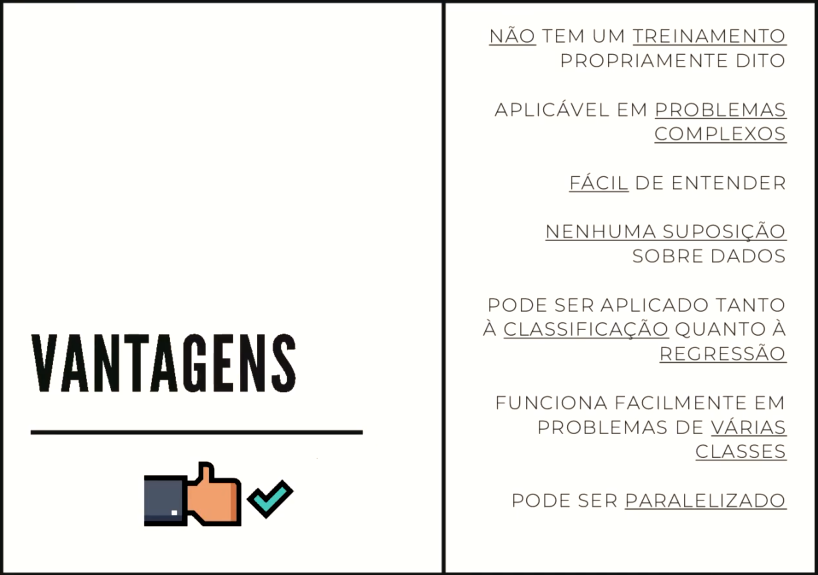 VANTAGENS
NÃO TEM UM TREINAMENTO
PROPRIAMENTE DITO
APLICÁVEL EM PROBLEMAS
COMPLEXOS
FÁCIL DE ENTENDER
NENHUMA SUPOSIÇÃO
SOBRE DADOS
PODE SER APLICADO TANTO
À CLASSIFICAÇÃO QUANTO À
REGRESSÃO
FUNCIONA FACILMENTE EM
PROBLEMAS DE VÁRIAS
CLASSES
PODE SER PARALELIZADO